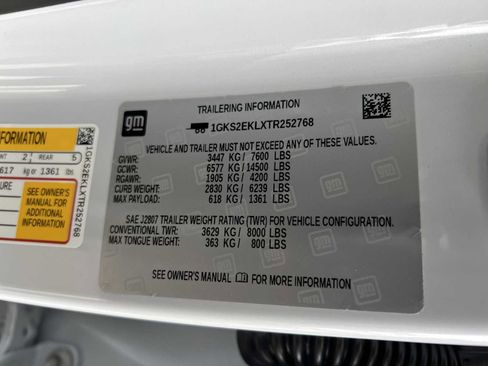 gm
TRAILERING INFORMATION
1GKS2EKLXTR252768
VEHICLE AND TRAILER MUST NOT EXCEED ANY OF THESE VALUES.
GVWR: 3447 KG/ 7600 LBS
GCWR: 6577 KG/ 14500 LBS
RGAWR: 1905 KG/ 4200 LBS
CURB WEIGHT: 2830 KG/ 6239 LBS
MAX PAYLOAD: 618 KG/ 1361 LBS
SAE J2807 TRAILER WEIGHT RATING (TWR) FOR VEHICLE CONFIGURATION.
CONVENTIONAL TWR: 3629 KG/ 8000 LBS
MAX TONGUE WEIGHT: 363 KG/ 800 LBS
SEE OWNER'S MANUAL FOR MORE INFORMATION
FORMATION
2 REAR 5
617 kg or 1361 lbs
SEE OWNER'S
MANUAL FOR
ADDITIONAL
INFORMATION
1GKS2EKLXTR252768